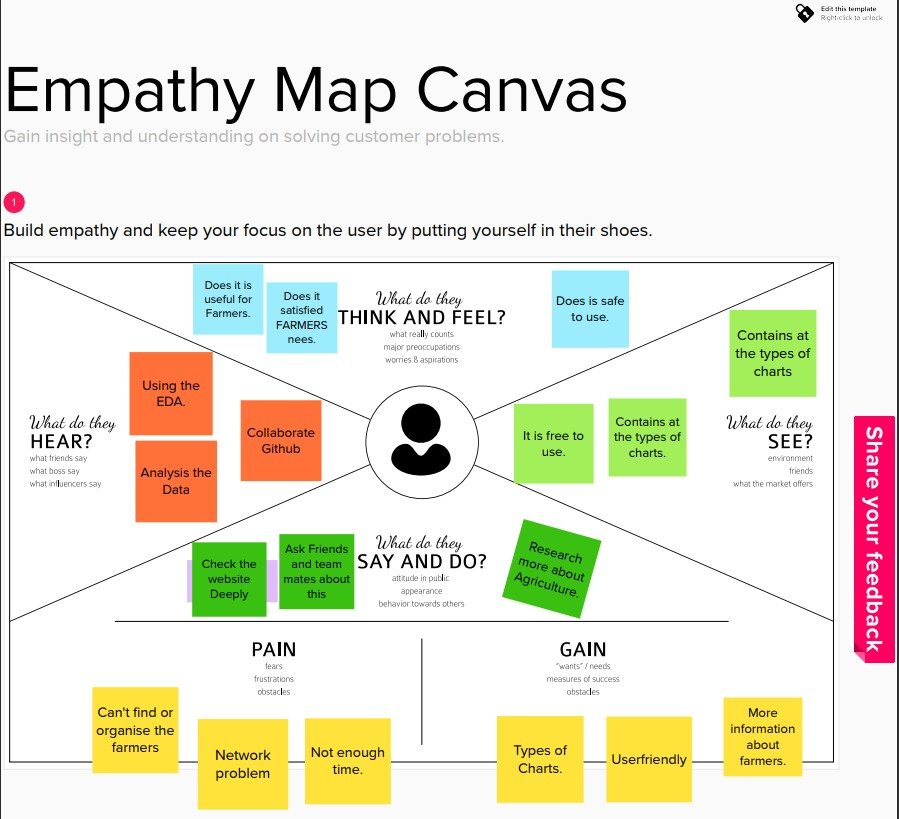 Edit this template
Right-click to unlock
Empathy Map Canvas
Gain insight and understanding on solving customer problems.
1
Build empathy and keep your focus on the user by putting yourself in their shoes.
Does it is
useful for
Farmers.
Does it
satisfied
FARMERS
nees.
What do they
THINK AND FEEL?
what really counts
major preoccupations
worries & aspirations
Does is safe
to use.
Contains at
the types of
charts
Using the
EDA.
What do they
HEAR?
what friends say
what boss say
what influencers say
Collaborate
Github
Analysis the
Data
It is free to
use.
Contains at
the types of
charts.
What do they
SEE?
environment
friends
what the market offers
Share your feedback
Check the
website
Deeply
Ask Friends
and team
mates about
this
What do they
SAY AND DO?
attitude in public
appearance
behavior towards others
Research
more about
Agriculture.
PAIN
fears
frustrations
obstacles
GAIN
"wants" / needs
measures of success
obstacles
Can't find or
organise the
farmers
Network
problem
Not enough
time.
Types of
Charts.
Userfriendly
More
information
about
farmers.